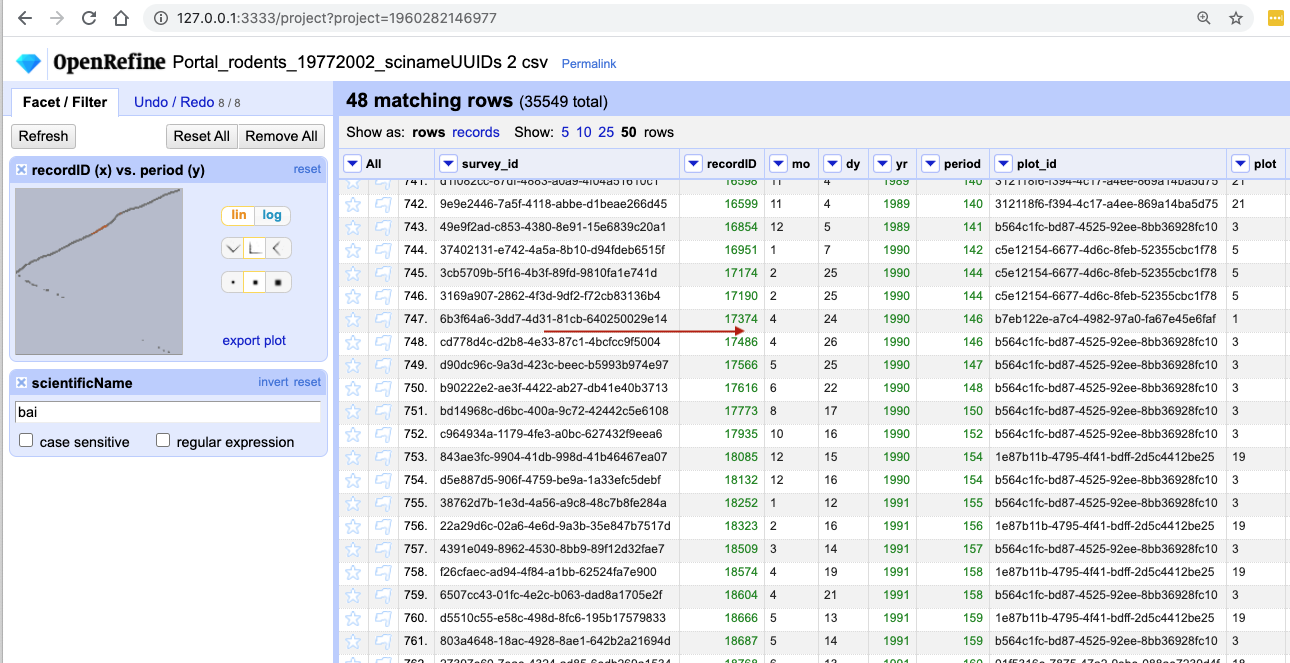 127.0.0.1:3333/project?project=1960282146977
OpenRefine Portal_rodents_19772002_scinameUUIDs 2 csv Permalink
Facet / Filter Undo / Redo 8 / 8
Refresh Reset All Remove All
recordID (x) vs. period (y) reset
lin log
export plot
scientificName invert reset
bai
case sensitive regular expression
48 matching rows (35549 total)
Show as: rows records Show: 5 10 25 50 rows
All survey_id recordID mo dy yr period plot_id plot
741. d1f082cc-87df-4883-a0a9-4f04a51610c1 16598 11 4 1989 140 312118f6-f394-4c17-a4ee-869a14ba5d75 21
742. 9e9e2446-7a5f-4118-abbe-d1beae266d45 16599 11 4 1989 140 312118f6-f394-4c17-a4ee-869a14ba5d75 21
743. 49e9f2ad-c853-4380-8e91-15e6839c20a1 16854 12 5 1989 141 b564c1fc-bd87-4525-92ee-8bb36928fc10 3
744. 37402131-e742-4a5a-8b10-d94fdeb6515f 16951 1 7 1990 142 c5e12154-6677-4d6c-8feb-52355cbc1f78 5
745. 3cb5709b-5f16-4b3f-89fd-9810fa1e741d 17174 2 25 1990 144 c5e12154-6677-4d6c-8feb-52355cbc1f78 5
746. 3169a907-2862-4f3d-9df2-f72cb83136b4 17190 2 25 1990 144 c5e12154-6677-4d6c-8feb-52355cbc1f78 5
747. 6b3f64a6-3dd7-4d31-81cb-640250029e14 17374 4 24 1990 146 b7eb122e-a7c4-4982-97a0-fa67e45e6faf 1
748. cd778d4c-d2b8-4e33-87c1-4bcfcc9f5004 17486 4 26 1990 146 b564c1fc-bd87-4525-92ee-8bb36928fc10 3
749. d90dc96c-9a3d-423c-beec-b5993b974e97 17566 5 25 1990 147 b564c1fc-bd87-4525-92ee-8bb36928fc10 3
750. b90222e2-ae3f-4422-ab27-db41e40b3713 17616 6 22 1990 148 b564c1fc-bd87-4525-92ee-8bb36928fc10 3
751. bd14968c-d6bc-400a-9c72-42442c5e6108 17773 8 17 1990 150 b564c1fc-bd87-4525-92ee-8bb36928fc10 3
752. c964934a-1179-4fe3-a0bc-627432f9eea6 17935 10 16 1990 152 b564c1fc-bd87-4525-92ee-8bb36928fc10 3
753. 843ae3fc-9904-41db-998d-41b46467ea07 18085 12 15 1990 154 1e87b11b-4795-4f41-bdff-2d5c4412be25 19
754. d5e887d5-906f-4759-be9a-1a33efc5debf 18132 12 16 1990 154 b564c1fc-bd87-4525-92ee-8bb36928fc10 3
755. 38762d7b-1e3d-4a56-a9c8-48c7b8fe284a 18252 1 12 1991 155 b564c1fc-bd87-4525-92ee-8bb36928fc10 3
756. 22a29d6c-02a6-4e6d-9a3b-35e847b7517d 18323 2 16 1991 156 1e87b11b-4795-4f41-bdff-2d5c4412be25 19
757. 4391e049-8962-4530-8bb9-89f12d32fae7 18509 3 14 1991 157 b564c1fc-bd87-4525-92ee-8bb36928fc10 3
758. f26cfaec-ad94-4f84-a1bb-62524fa7e900 18574 4 19 1991 158 1e87b11b-4795-4f41-bdff-2d5c4412be25 19
759. 6507cc43-01fc-4e2c-b063-dad8a1705e2f 18604 4 21 1991 158 b564c1fc-bd87-4525-92ee-8bb36928fc10 3
760. d5510c55-e58c-498d-8fc6-195b17579833 18666 5 13 1991 159 1e87b11b-4795-4f41-bdff-2d5c4412be25 19
761. 803a4648-18ac-4928-8ae1-642b2a21694d 18687 5 14 1991 159 b564c1fc-bd87-4525-92ee-8bb36928fc10 3